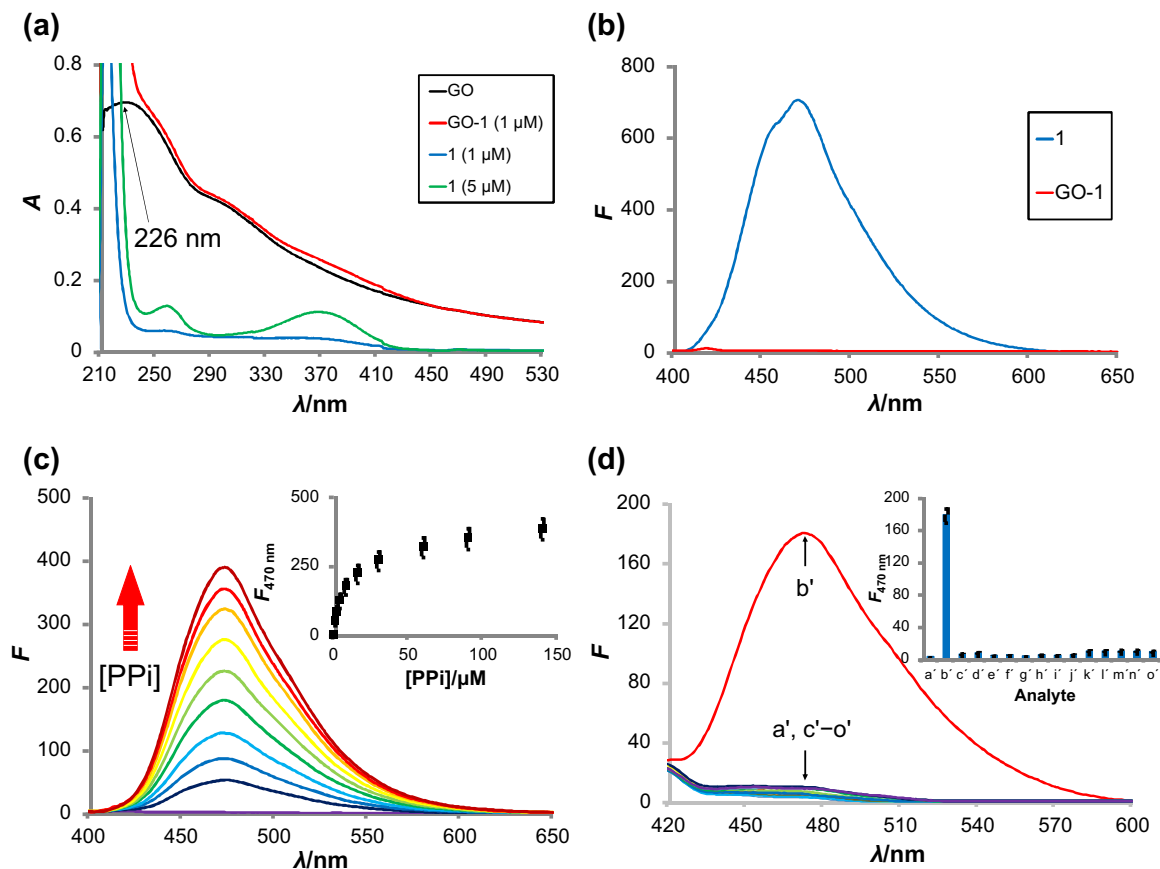 (a)
0.8
0.6
0.4
0.2
0
A
226 nm
GO
GO-1 (1 µM)
1 (1 µM)
1 (5 µM)
210 250 290 330 370 410 450 490 530
λ/nm
(b)
800
600
400
200
0
F
1
GO-1
400 450 500 550 600 650
λ/nm
(c)
500
400
300
200
100
0
F
[PPi]
400 450 500 550 600 650
λ/nm
500
250
0
F470 nm
0 50 100 150
[PPi]/µM
(d)
200
160
120
80
40
0
F
b'
a', c'−o'
420 450 480 510 540 570 600
λ/nm
200
160
120
80
40
0
F470 nm
a´ b´ c´ d´ e´ f´ g´ h´ i´ j´ k´ l´ m´ n´ o´
Analyte